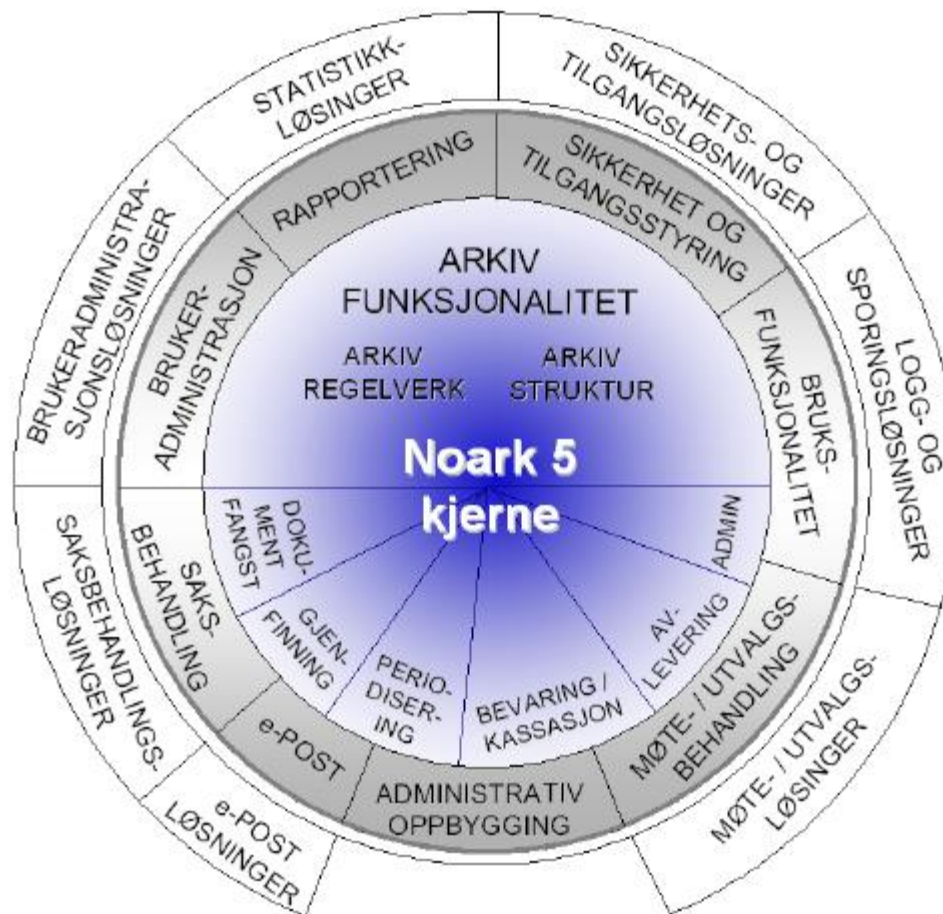 STATISTIKK-
LØSINGER
SIKKERHETS- OG
TILGANGSLØSNINGER
BRUKERADMINISTRA-
SJONSLØSNINGER
LOGG- OG
SPORINGSLØSNINGER
SAKSBEHANDLINGS-
LØSNINGER
e-POST
LØSNINGER
MØTE- / UTVALGS-
LØSINGER
RAPPORTERING
SIKKERHET OG
TILGANGSSTYRING
BRUKER-
ADMINISTRASJON
BRUKS-
FUNKSJONALITET
SAKS-
BEHANDLING
e-POST
ADMINISTRATIV
OPPBYGGING
MØTE- / UTVALGS-
BEHANDLING
ARKIV
FUNKSJONALITET
ARKIV
REGELVERK
ARKIV
STRUKTUR
Noark 5
kjerne
DOKU-
MENT
FANGST
GJEN-
FINNING
PERIO-
DISER-
ING
BEVARING /
KASSASJON
AV-
LEVERING
ADMIN